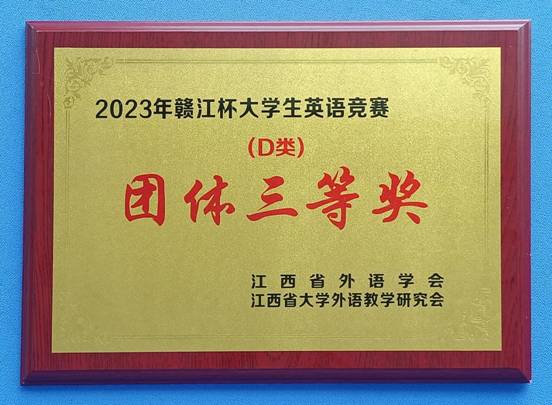 2023年赣江杯大学生英语竞赛
（D类）
团体三等奖
江西省外语学会
江西省大学外语教学研究会